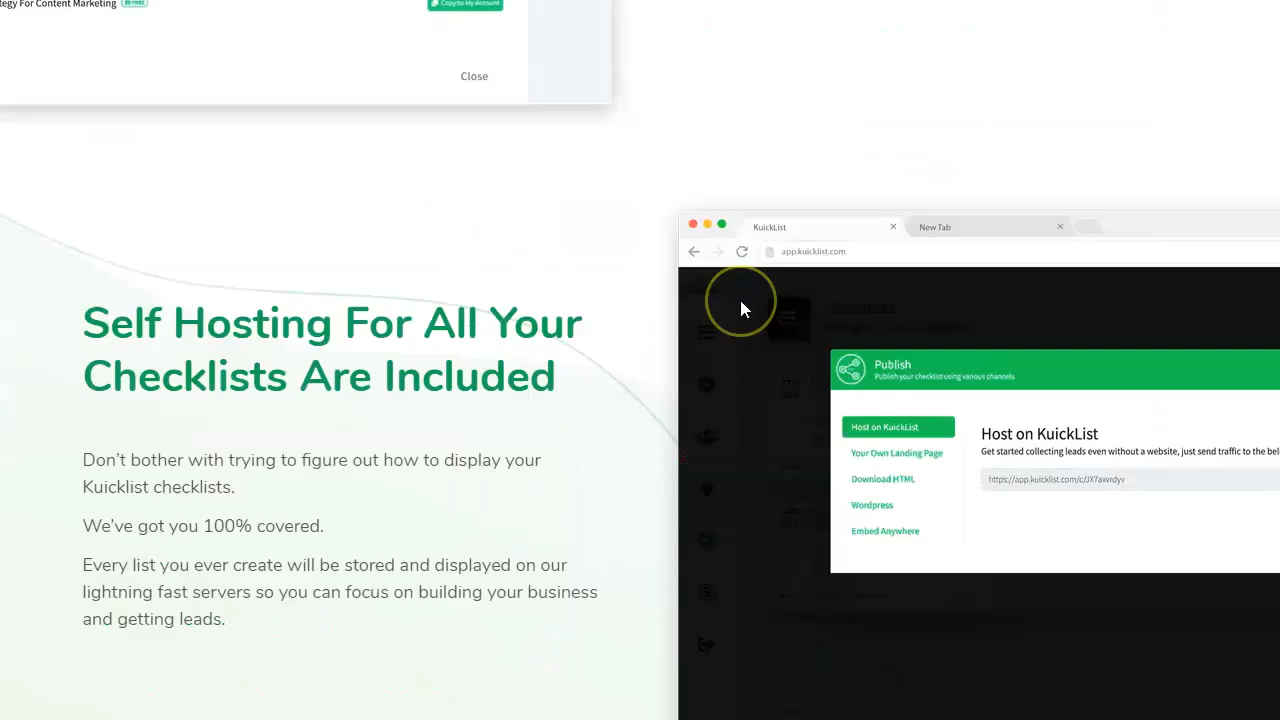 tegy For Content Marketing FREE
Copy to My Account
Close
KuickList
New Tab
app.kuicklist.com
Self Hosting For All Your
Checklists Are Included
Don't bother with trying to figure out how to display your
Kuicklist checklists.
We've got you 100% covered.
Every list you ever create will be stored and displayed on our
lightning fast servers so you can focus on building your business
and getting leads.
Publish
Publish your checklist using various channels
Host on KuickList
Your Own Landing Page
Download HTML
Wordpress
Embed Anywhere
Host on KuickList
Get started collecting leads even without a website, just send traffic to the bel
https://app.kuicklist.com/c/JX7axvrdyv